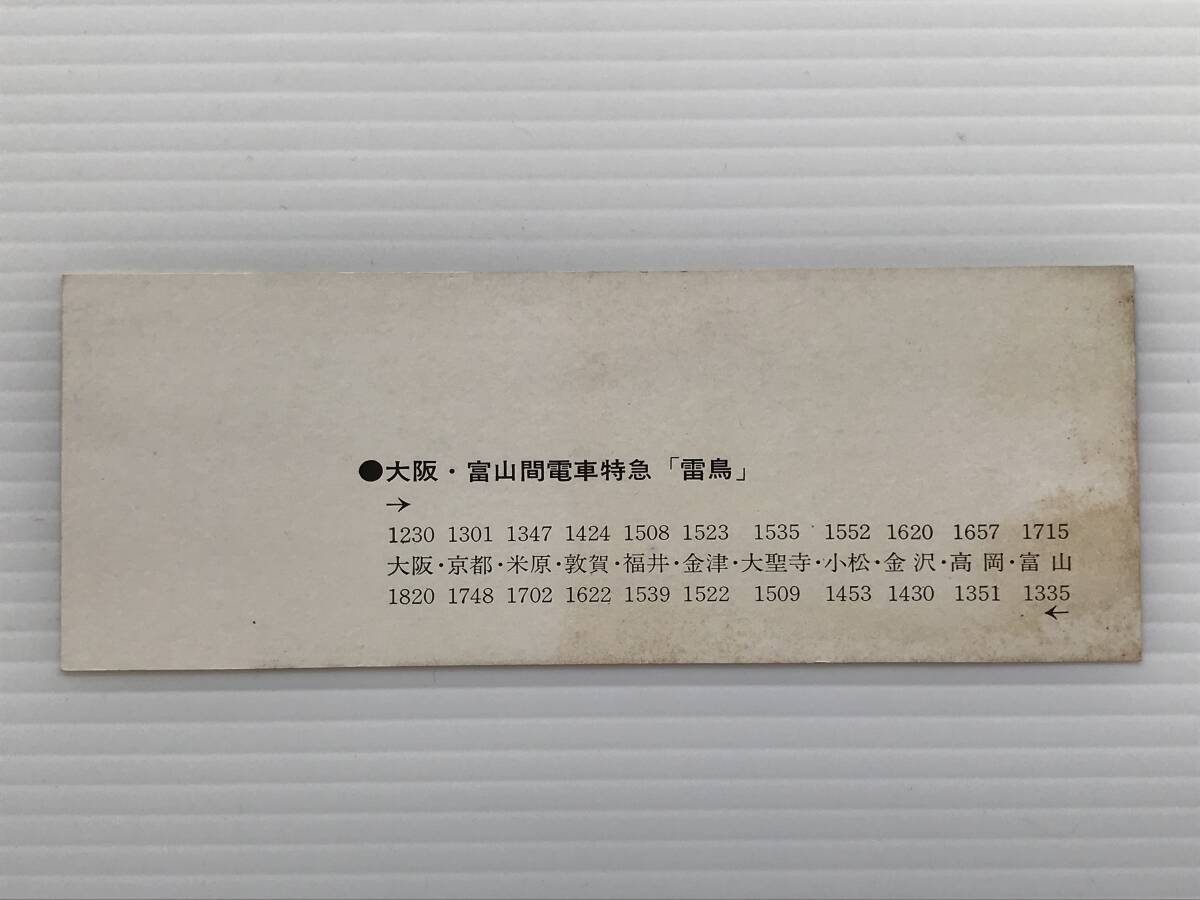 ●大阪・富山間電車特急「雷鳥」
→
1230 1301 1347 1424 1508 1523 1535 1552 1620 1657 1715
大阪・京都・米原・敦賀・福井・金津・大聖寺・小松・金沢・高岡・富山
1820 1748 1702 1622 1539 1522 1509 1453 1430 1351 1335
←